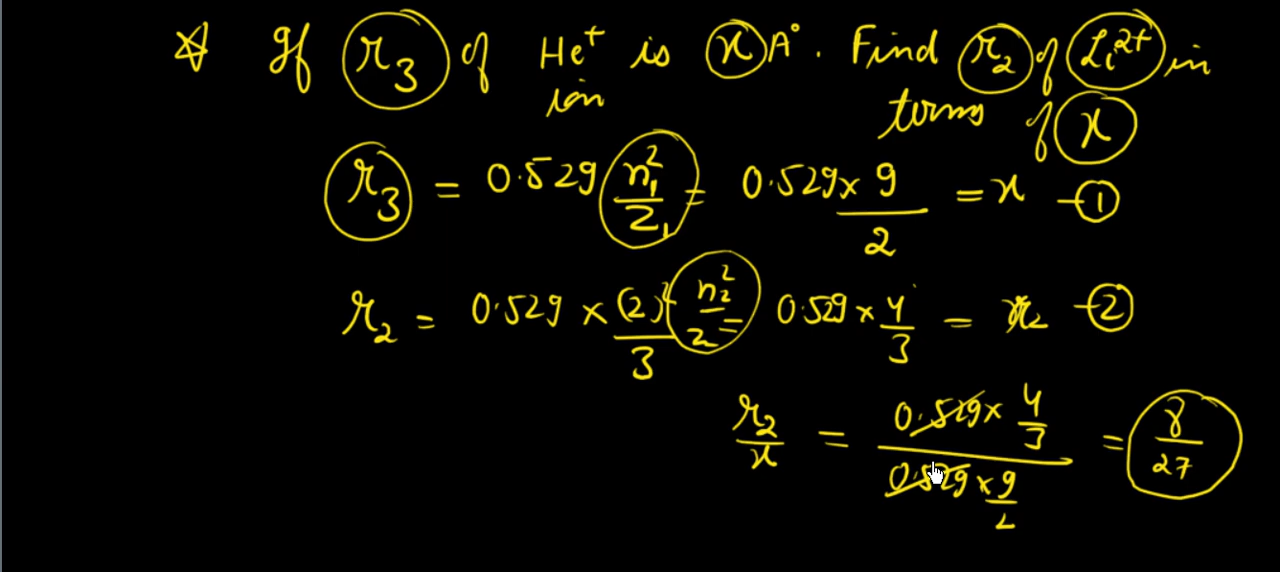 ☆ If r₃ of He⁺ is x A°. Find r₂ of Li²⁺ in
ion terms of x
r₃ = 0.529 n₁²/Z₁ = 0.529 × 9/2 = x –①
r₂ = 0.529 × (2)²/3 n₂²/2 = 0.529 × 4/3 = r₂ –②
r₂/x = (0.529 × 4/3)/(0.529 × 9/2) = 8/27